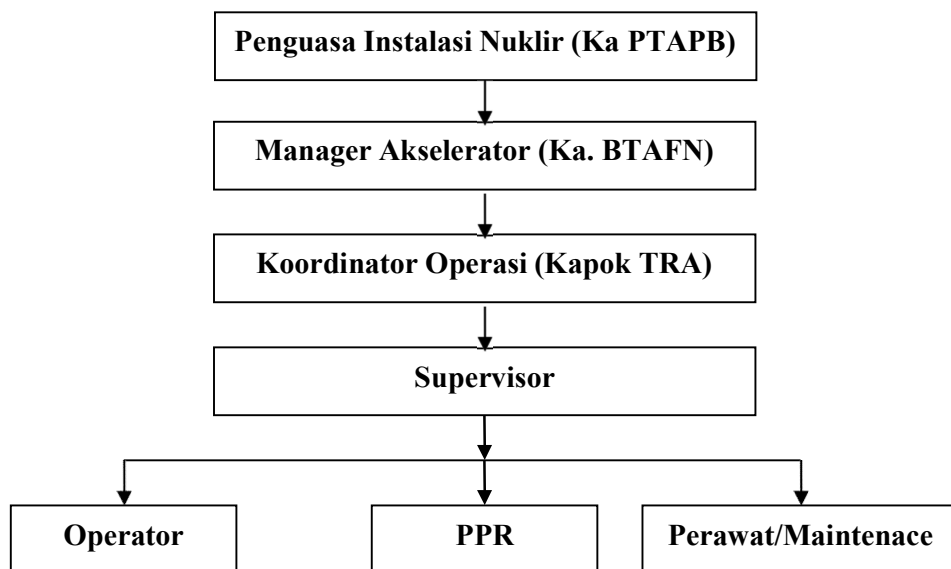 Penguasa Instalasi Nuklir (Ka PTAPB)
Manager Akselerator (Ka. BTAFN)
Koordinator Operasi (Kapok TRA)
Supervisor
Operator
PPR
Perawat/Maintenace